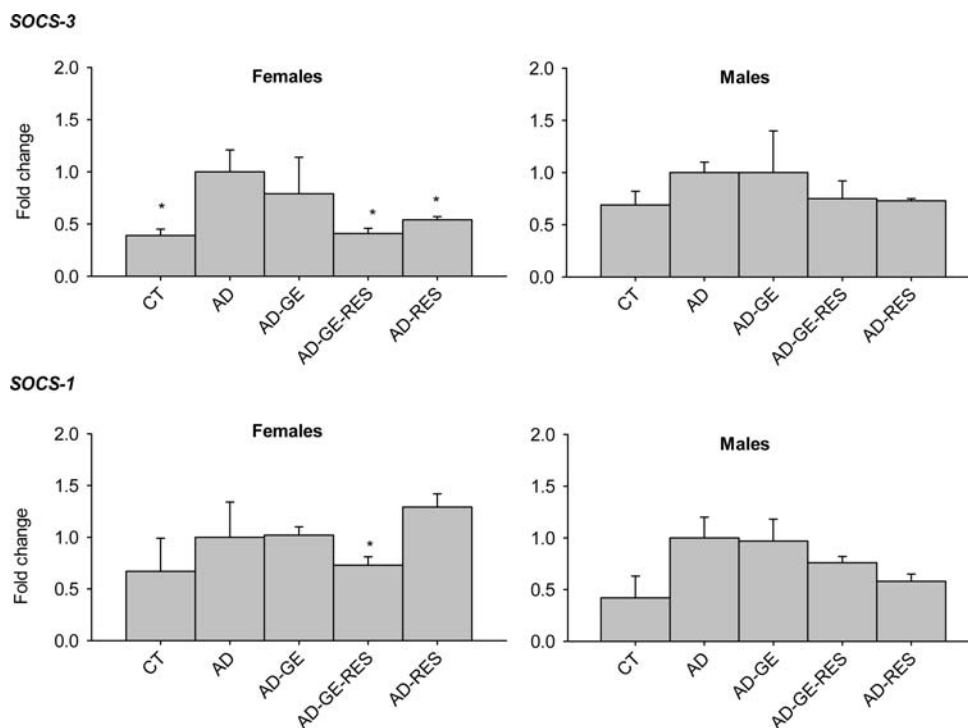 SOCS-3
Females
Males
Fold change
2.0
1.5
1.0
0.5
0.0
*
*
*
CT
AD
AD-GE
AD-GE-RES
AD-RES
2.0
1.5
1.0
0.5
0.0
CT
AD
AD-GE
AD-GE-RES
AD-RES
SOCS-1
Females
Males
Fold change
2.0
1.5
1.0
0.5
0.0
*
CT
AD
AD-GE
AD-GE-RES
AD-RES
2.0
1.5
1.0
0.5
0.0
CT
AD
AD-GE
AD-GE-RES
AD-RES